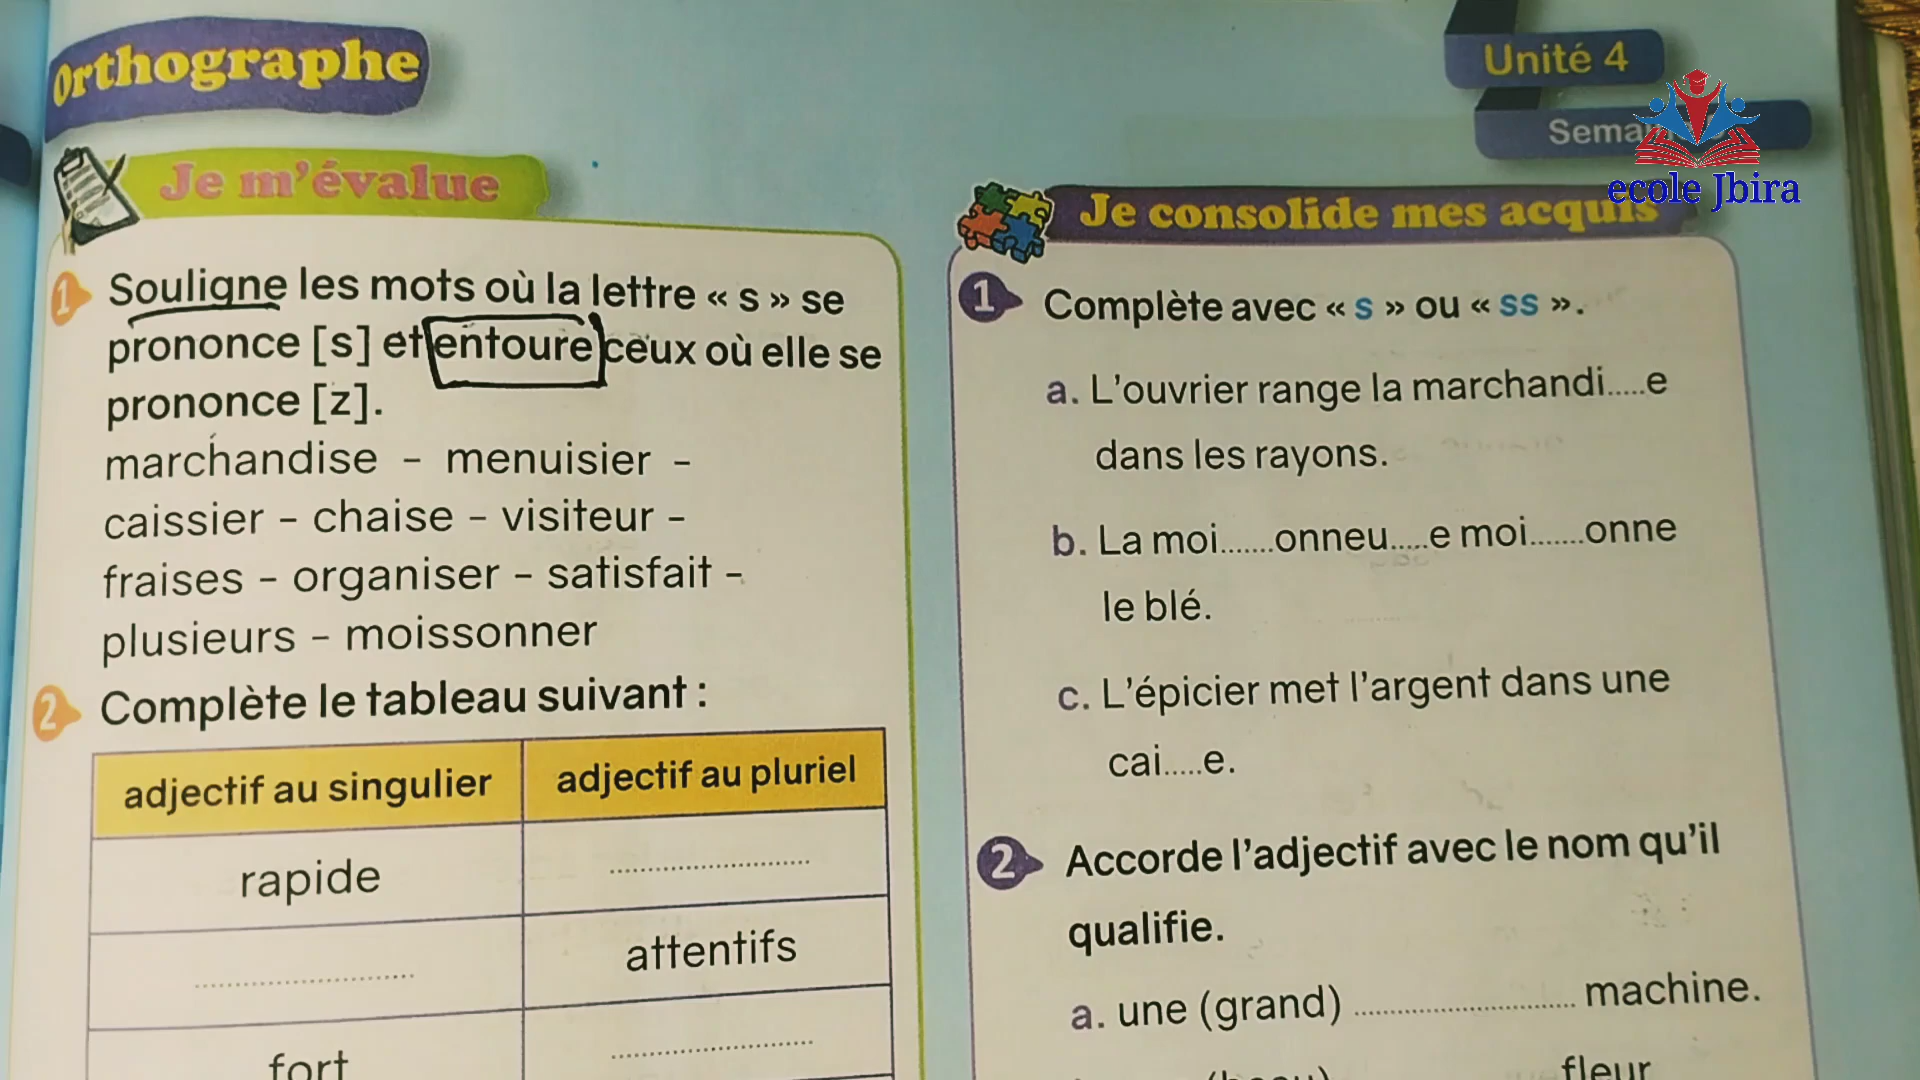 Orthographe
Je m'évalue
1 Souligne les mots où la lettre « s » se
prononce [s] et entoure ceux où elle se
prononce [z].
marchandise - menuisier -
caissier - chaise - visiteur -
fraises - organiser - satisfait -
plusieurs - moissonner
2 Complète le tableau suivant :
adjectif au singulier adjectif au pluriel
rapide ....................
...................... attentifs
fort ....................
Unité 4
ecole Jbira
Je consolide mes acquis
1 Complète avec « s » ou « ss ».
a. L'ouvrier range la marchandi.....e
dans les rayons.
b. La moi.......onneu.....e moi.......onne
le blé.
c. L'épicier met l'argent dans une
cai.....e.
2 Accorde l'adjectif avec le nom qu'il
qualifie.
a. une (grand) ........................ machine.
fleur